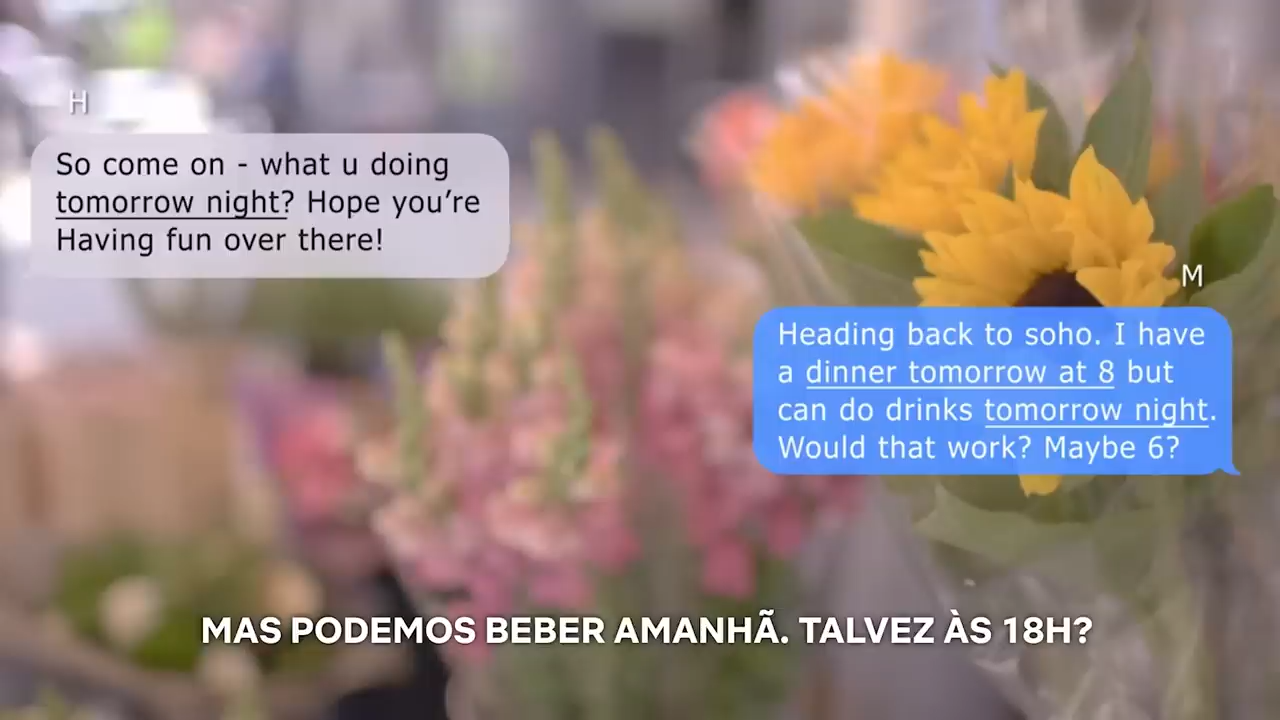 H
So come on - what u doing
tomorrow night? Hope you’re
Having fun over there!
M
Heading back to soho. I have
a dinner tomorrow at 8 but
can do drinks tomorrow night.
Would that work? Maybe 6?
MAS PODEMOS BEBER AMANHÃ. TALVEZ ÀS 18H?